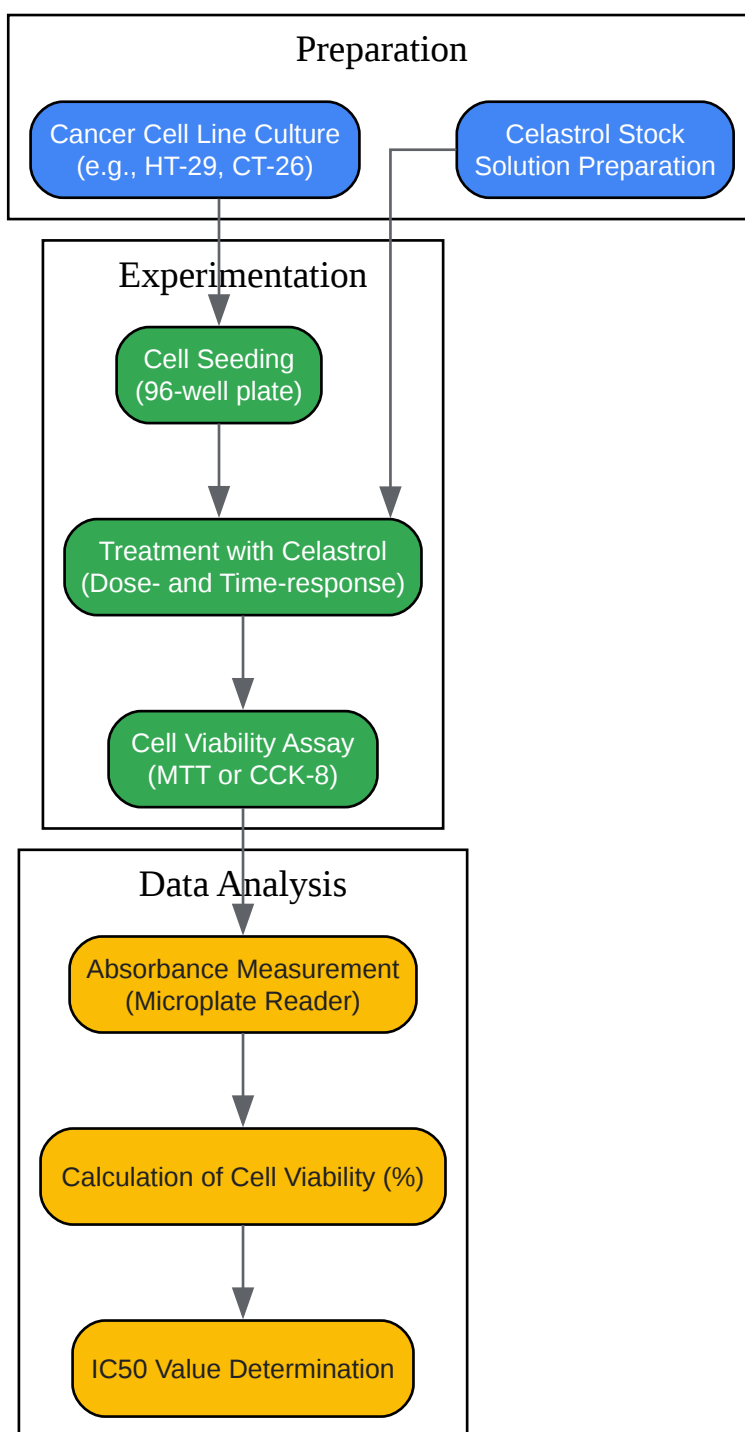 Preparation
Cancer Cell Line Culture
(e.g., HT-29, CT-26)
Celastrol Stock
Solution Preparation
Experimentation
Cell Seeding
(96-well plate)
Treatment with Celastrol
(Dose- and Time-response)
Cell Viability Assay
(MTT or CCK-8)
Data Analysis
Absorbance Measurement
(Microplate Reader)
Calculation of Cell Viability (%)
IC50 Value Determination